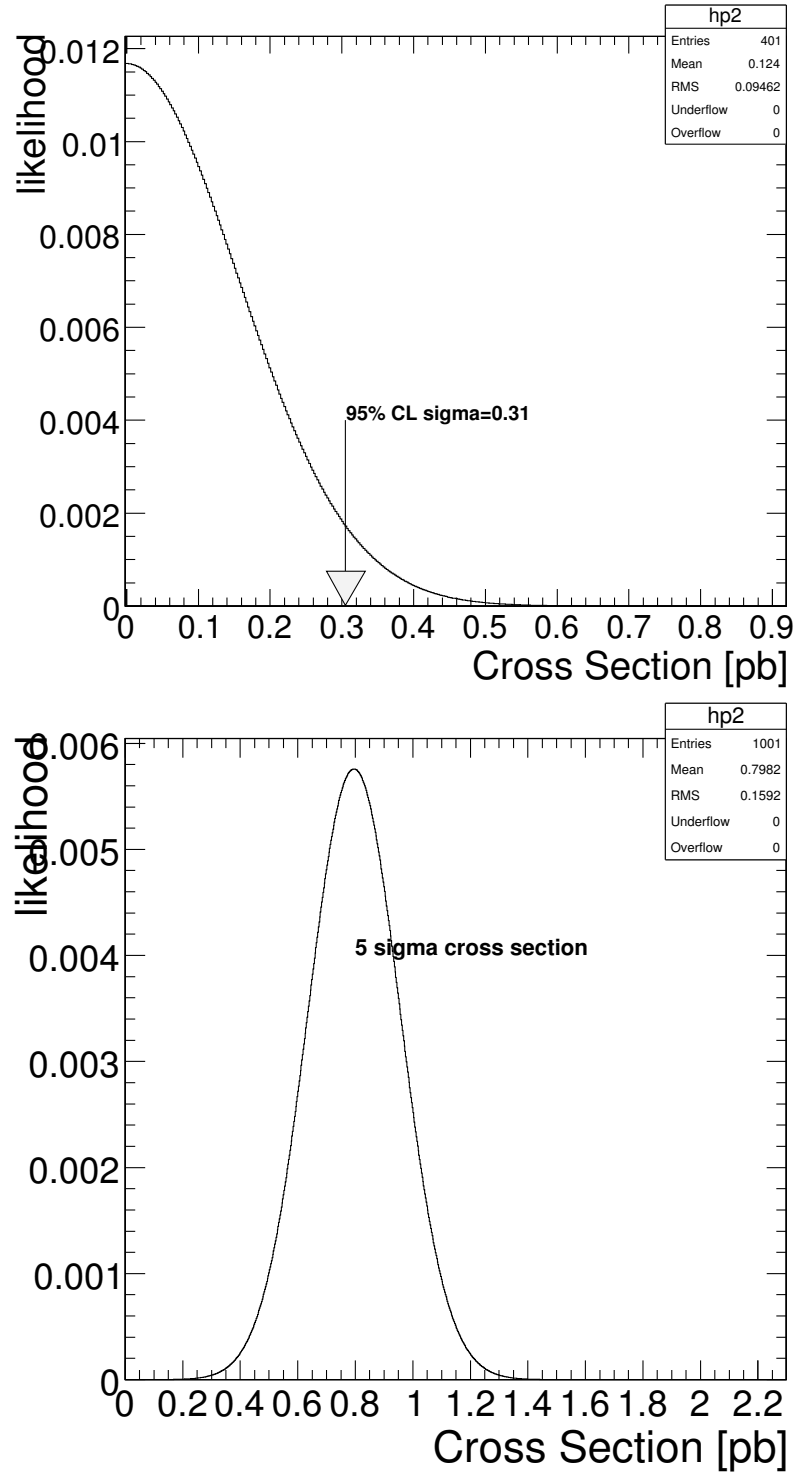 hp2
Entries 401
Mean 0.124
RMS 0.09462
Underflow 0
Overflow 0
likelihood
0.012
0.01
0.008
0.006
0.004
0.002
0
95% CL sigma=0.31
0 0.1 0.2 0.3 0.4 0.5 0.6 0.7 0.8 0.9
Cross Section [pb]
hp2
Entries 1001
Mean 0.7982
RMS 0.1592
Underflow 0
Overflow 0
likelihood
0.006
0.005
0.004
0.003
0.002
0.001
0
5 sigma cross section
0 0.2 0.4 0.6 0.8 1 1.2 1.4 1.6 1.8 2 2.2
Cross Section [pb]